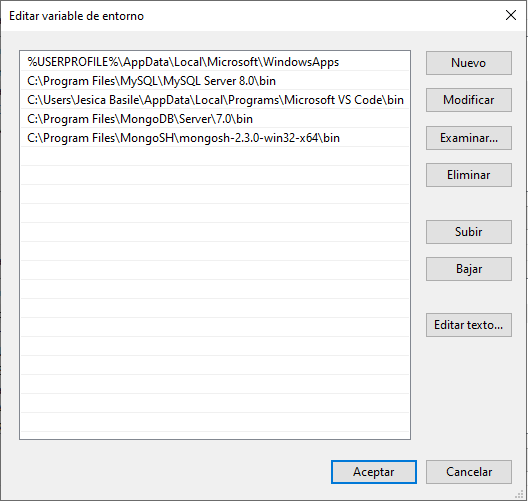 Editar variable de entorno
%USERPROFILE%\AppData\Local\Microsoft\WindowsApps
C:\Program Files\MySQL\MySQL Server 8.0\bin
C:\Users\Jesica Basile\AppData\Local\Programs\Microsoft VS Code\bin
C:\Program Files\MongoDB\Server\7.0\bin
C:\Program Files\MongoSH\mongosh-2.3.0-win32-x64\bin
Nuevo
Modificar
Examinar...
Eliminar
Subir
Bajar
Editar texto...
Aceptar
Cancelar